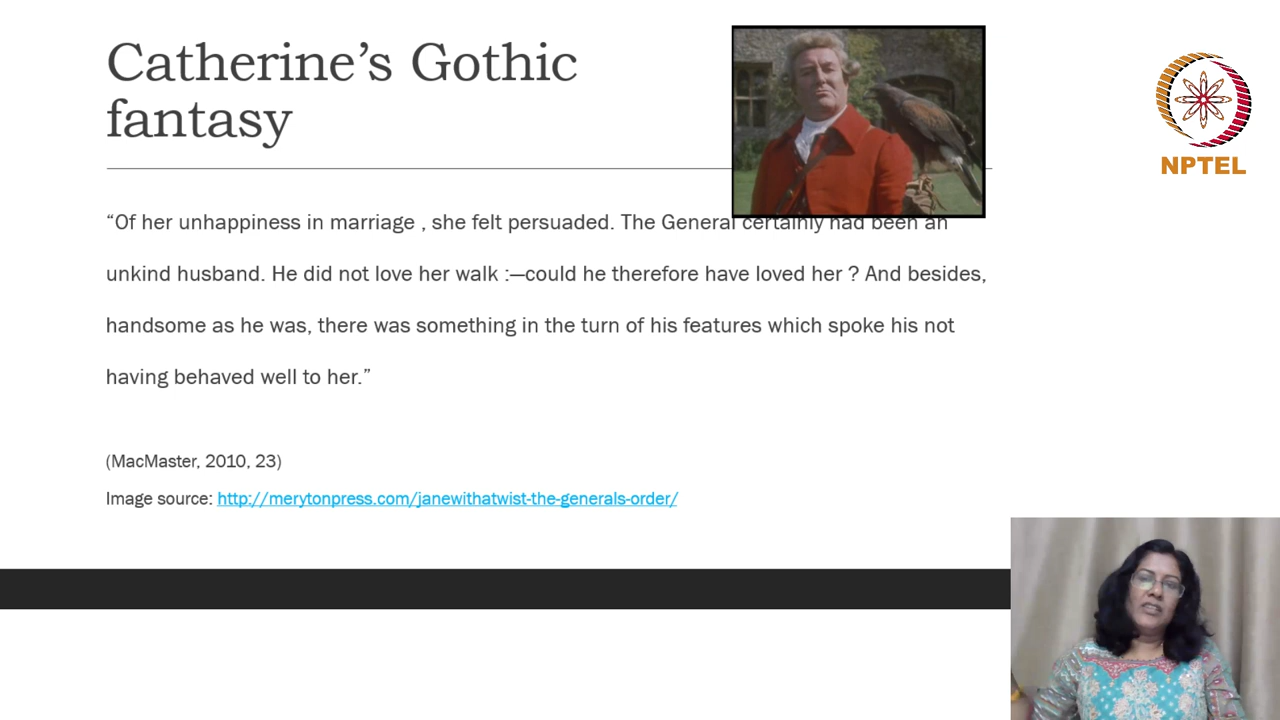 Catherine’s Gothic
fantasy
NPTEL
“Of her unhappiness in marriage , she felt persuaded. The General certainly had been an
unkind husband. He did not love her walk :—could he therefore have loved her ? And besides,
handsome as he was, there was something in the turn of his features which spoke his not
having behaved well to her.”
(MacMaster, 2010, 23)
Image source: http://merytonpress.com/janewithatwist-the-generals-order/